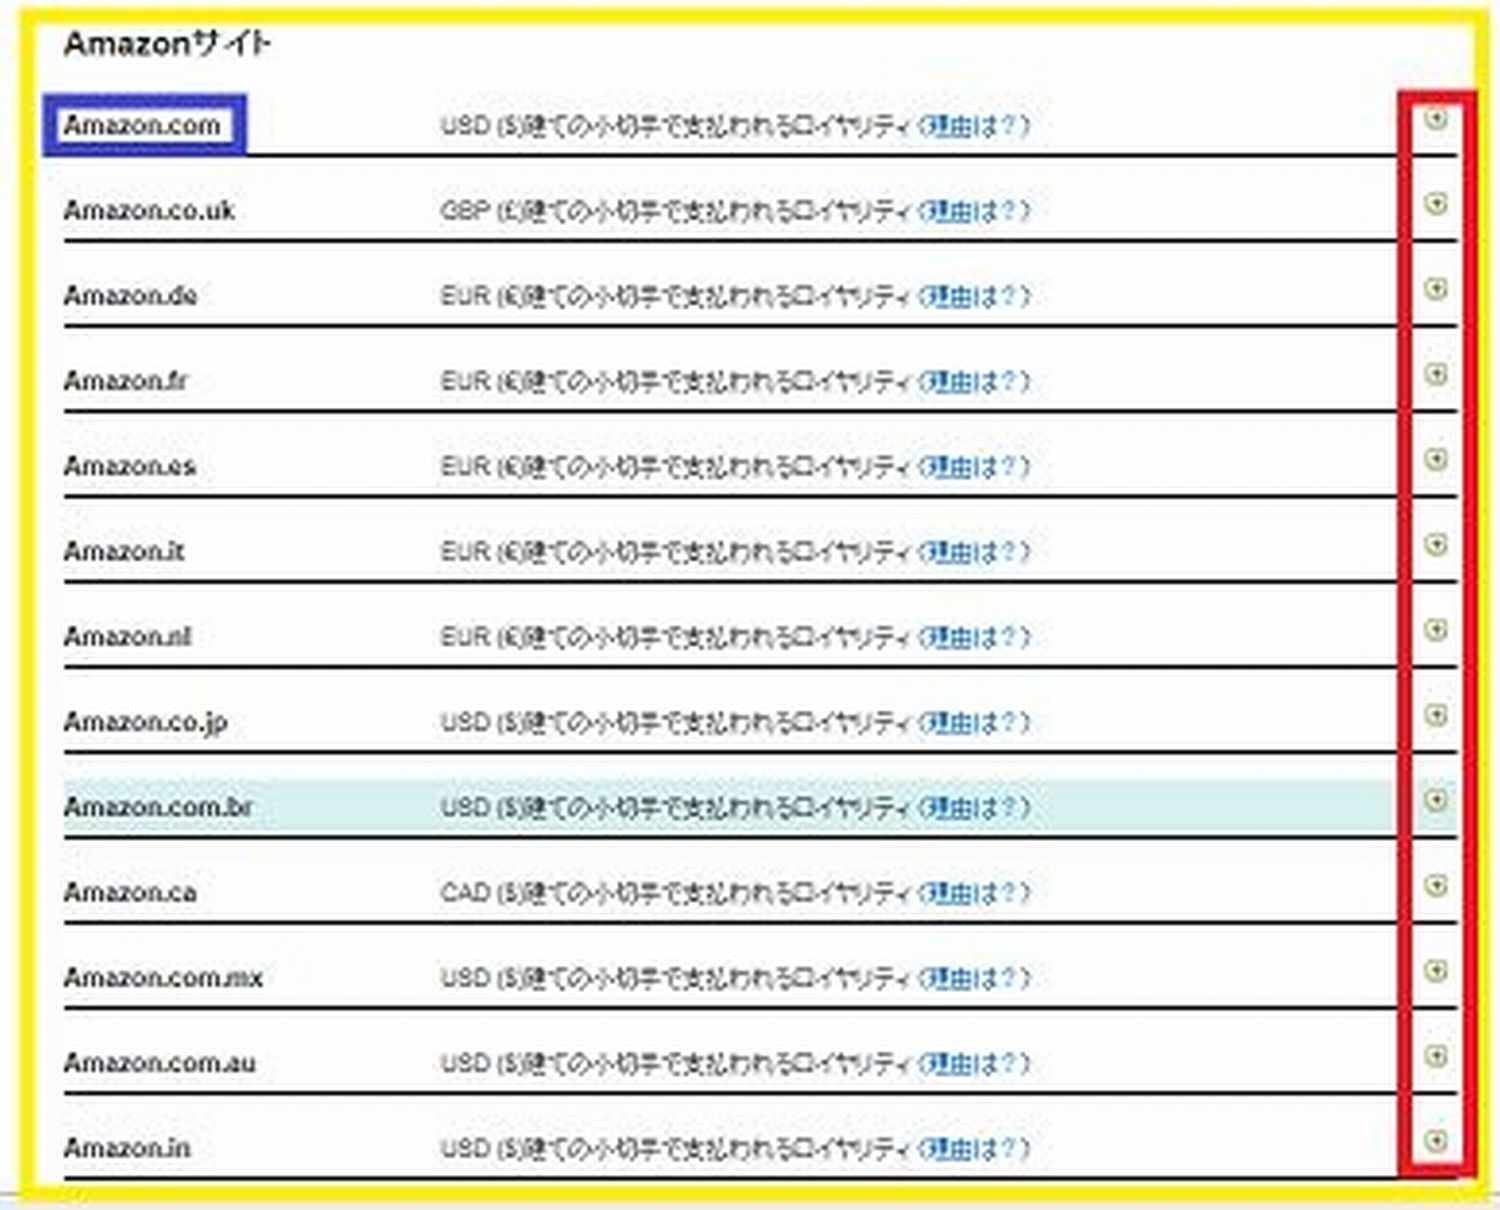 Amazonサイト
Amazon.com USD ($)建ての小切手で支払われるロイヤリティ (理由は？)
Amazon.co.uk GBP (£)建ての小切手で支払われるロイヤリティ (理由は？)
Amazon.de EUR (€)建ての小切手で支払われるロイヤリティ (理由は？)
Amazon.fr EUR (€)建ての小切手で支払われるロイヤリティ (理由は？)
Amazon.es EUR (€)建ての小切手で支払われるロイヤリティ (理由は？)
Amazon.it EUR (€)建ての小切手で支払われるロイヤリティ (理由は？)
Amazon.nl EUR (€)建ての小切手で支払われるロイヤリティ (理由は？)
Amazon.co.jp USD ($)建ての小切手で支払われるロイヤリティ (理由は？)
Amazon.com.br USD ($)建ての小切手で支払われるロイヤリティ (理由は？)
Amazon.ca CAD ($)建ての小切手で支払われるロイヤリティ (理由は？)
Amazon.com.mx USD ($)建ての小切手で支払われるロイヤリティ (理由は？)
Amazon.com.au USD ($)建ての小切手で支払われるロイヤリティ (理由は？)
Amazon.in USD ($)建ての小切手で支払われるロイヤリティ (理由は？)